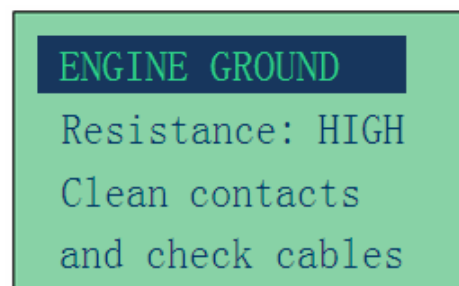 ENGINE GROUND
Resistance: HIGH
Clean contacts
and check cables